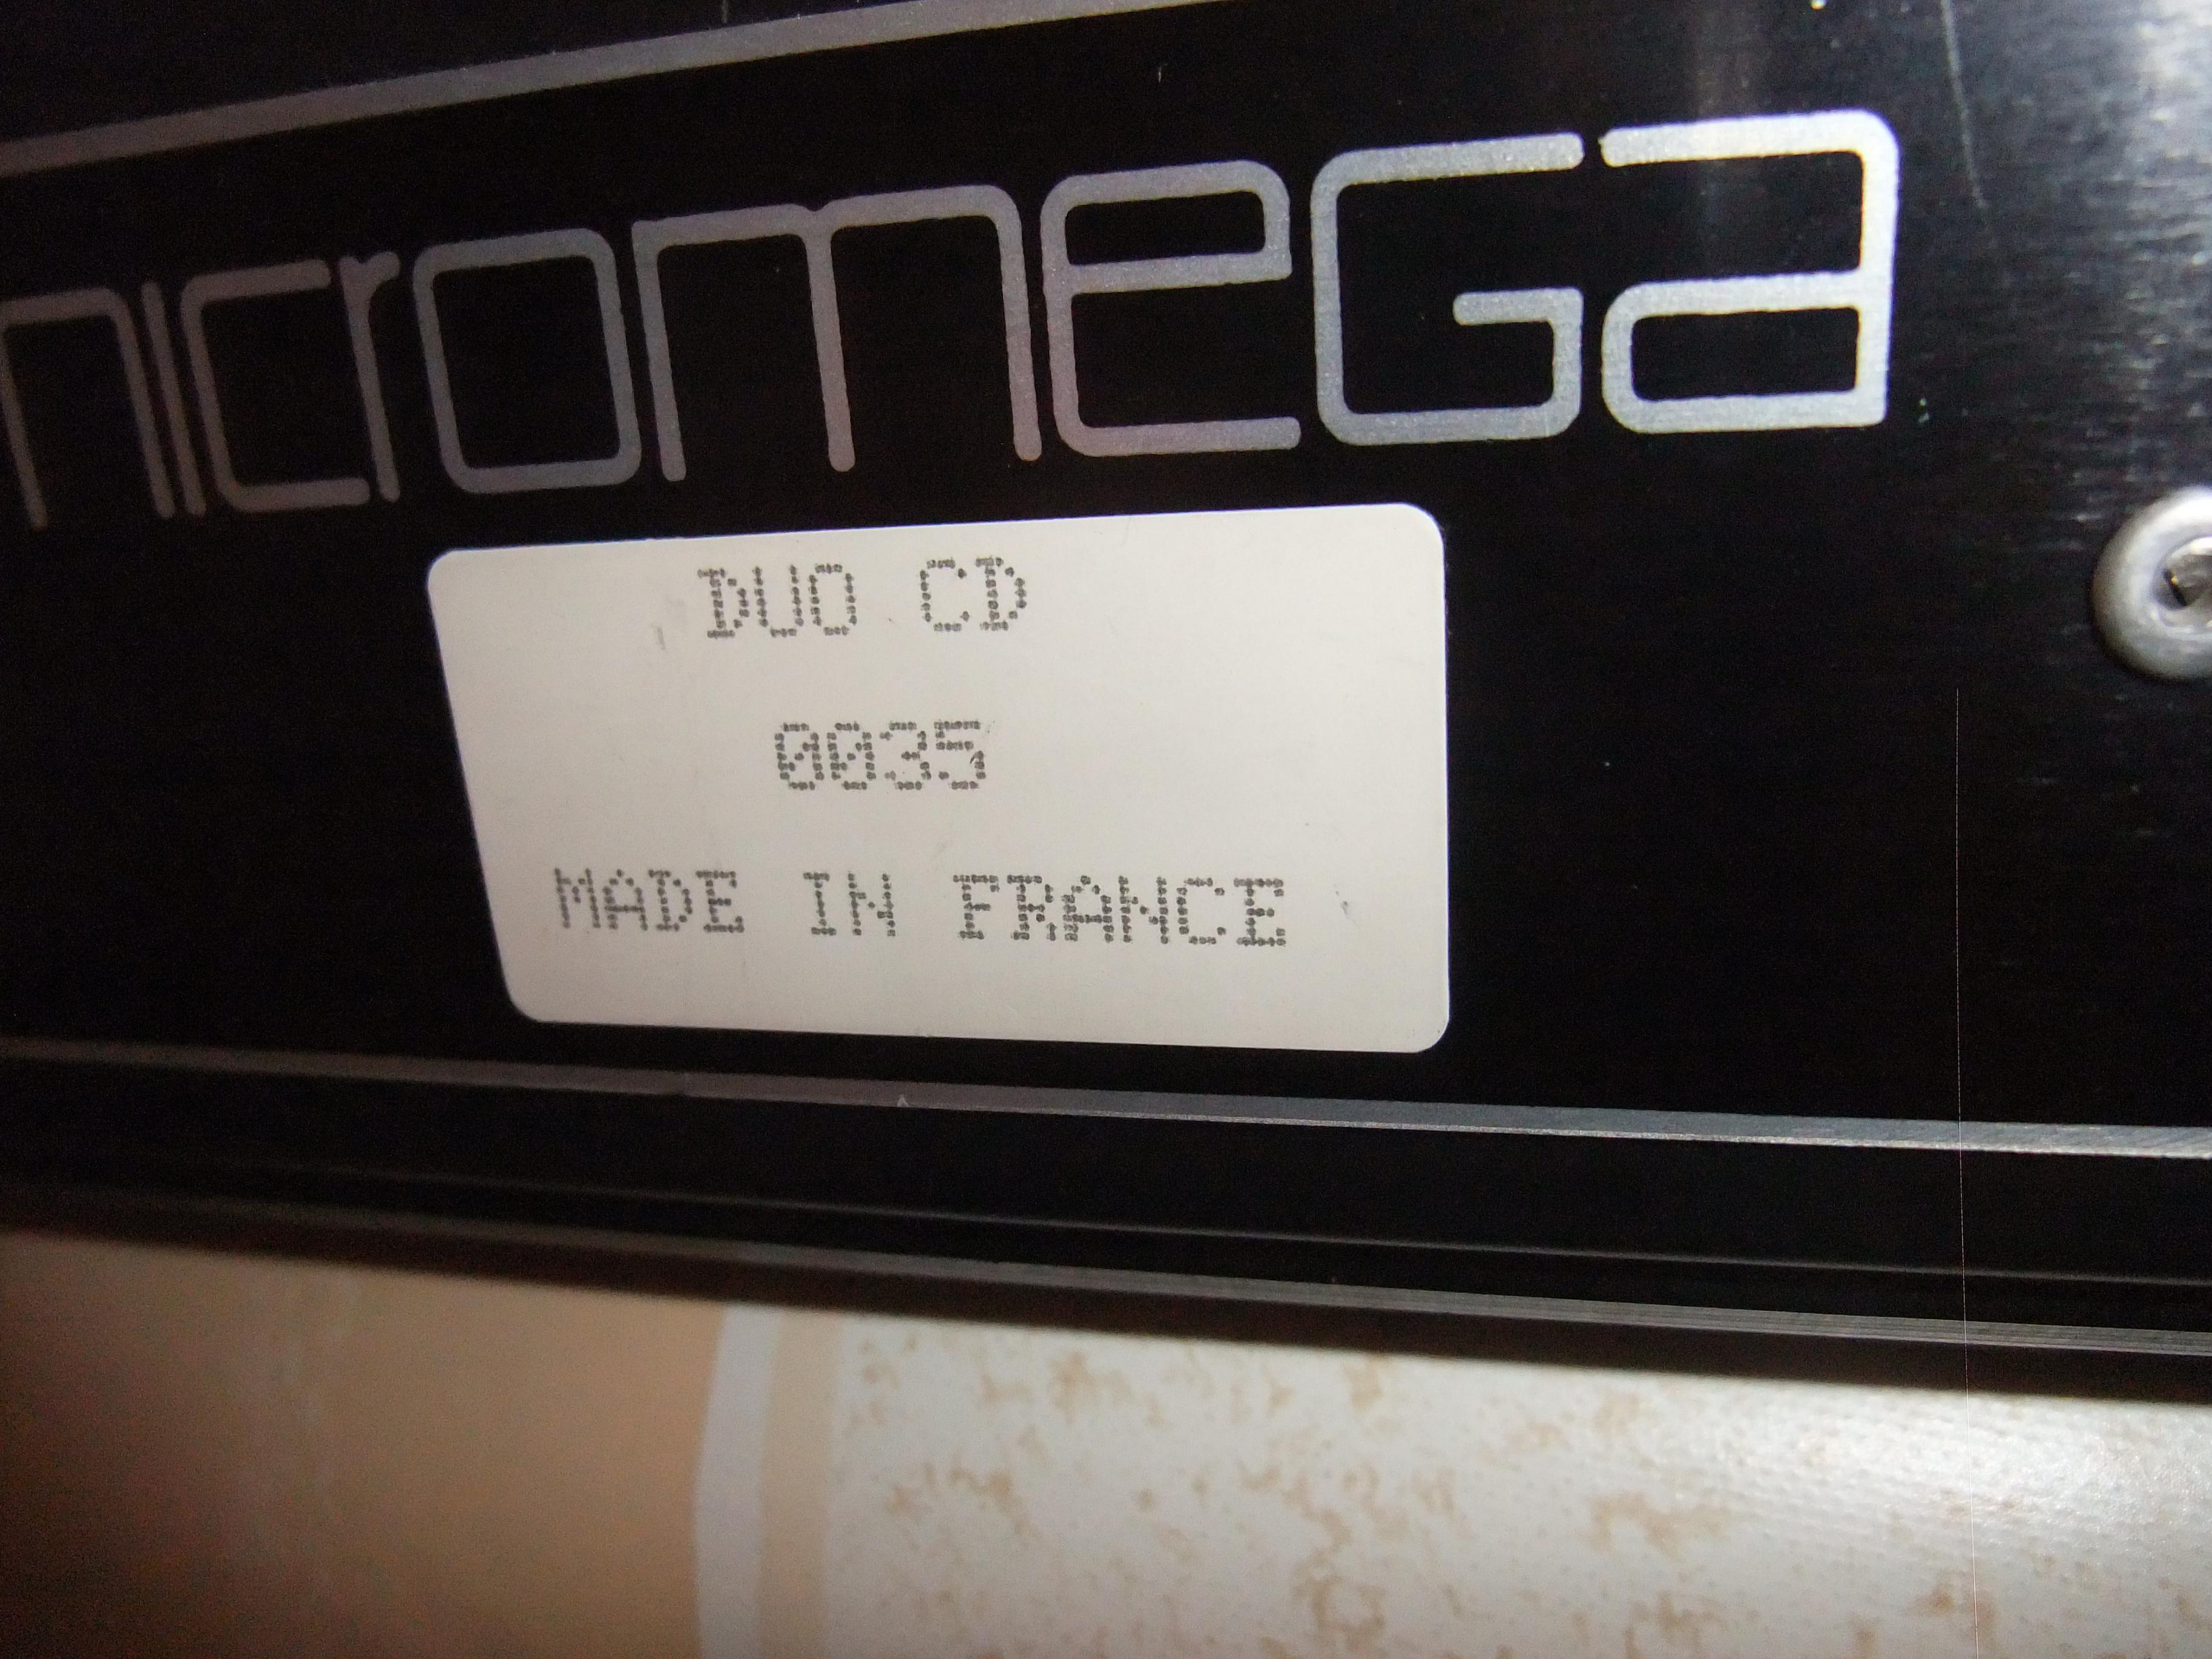 micromeGa
DUO CD
0035
MADE IN FRANCE